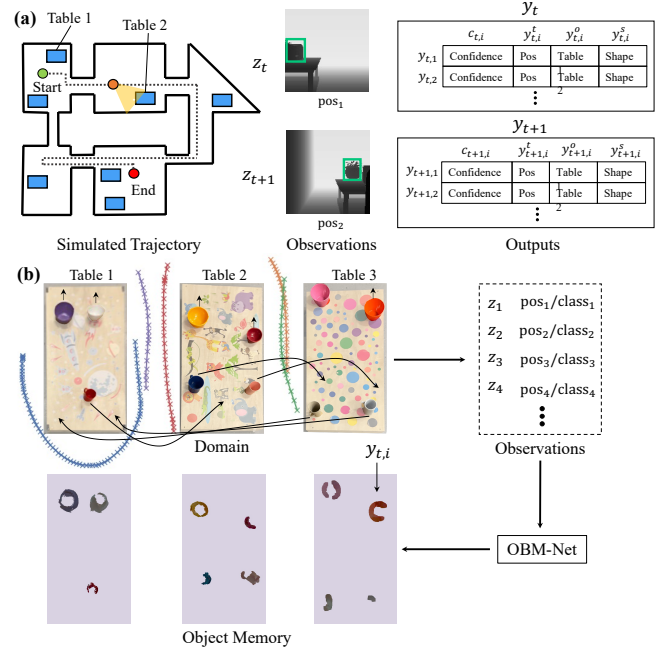 (a)
Table 1
Start
Table 2
End
Simulated Trajectory
z_t
pos_1
z_{t+1}
pos_2
Observations
y_t
c_{t,i} y^t_{t,i} y^o_{t,i} y^s_{t,i}
y_{t,1} Confidence Pos Table 1 Shape
y_{t,2} Confidence Pos Table 2 Shape
⋮
y_{t+1}
c_{t+1,i} y^t_{t+1,i} y^o_{t+1,i} y^s_{t+1,i}
y_{t+1,1} Confidence Pos Table 1 Shape
y_{t+1,2} Confidence Pos Table 2 Shape
⋮
Outputs
(b)
Table 1 Table 2 Table 3
Domain
z_1 pos_1/class_1
z_2 pos_2/class_2
z_3 pos_3/class_3
z_4 pos_4/class_4
⋮
Observations
y_{t,i}
OBM-Net
Object Memory